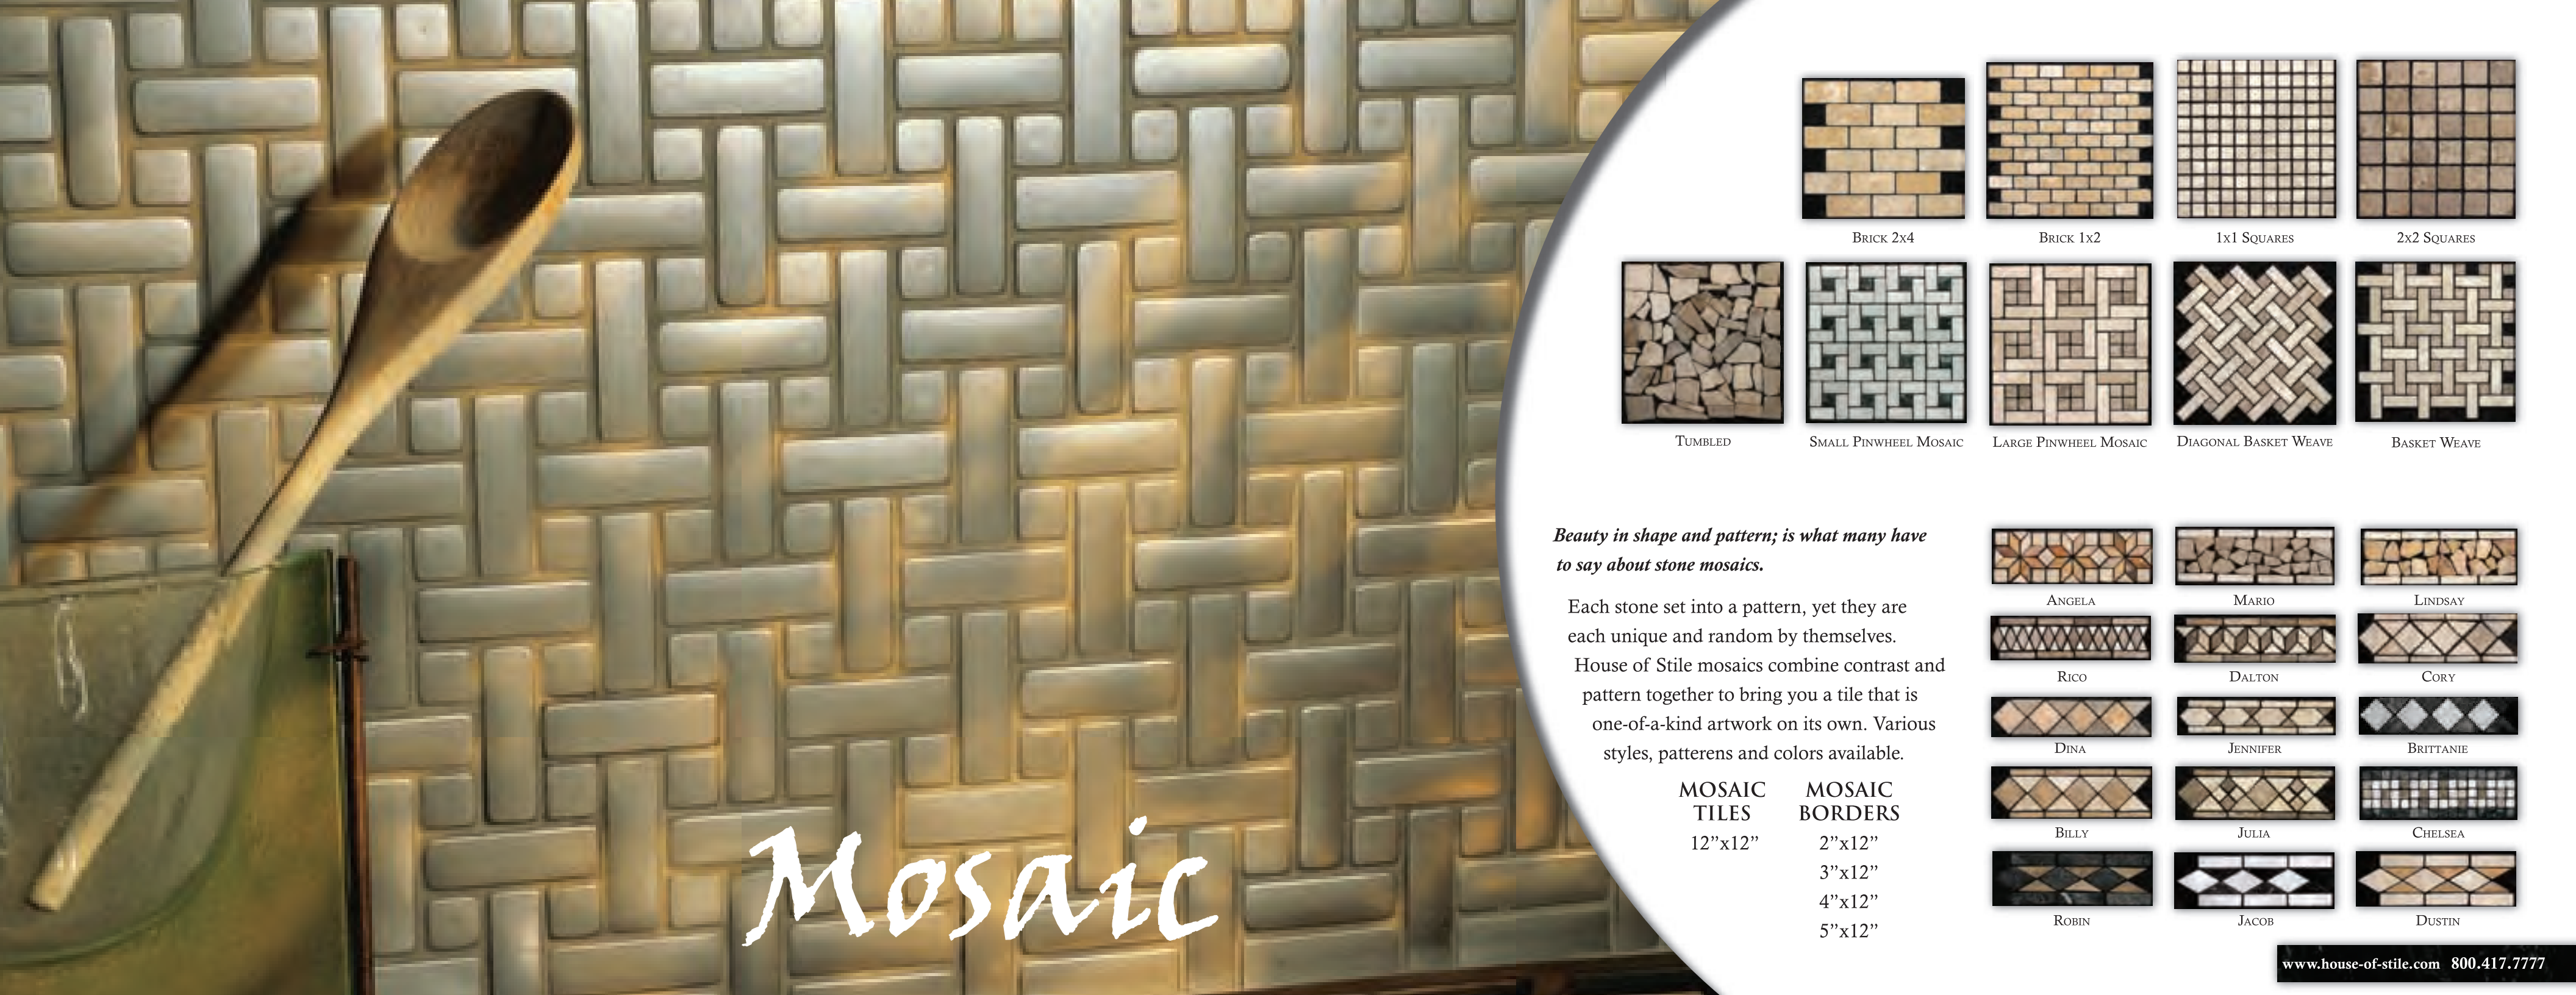 Mosaic
Brick 2x4
Brick 1x2
1x1 Squares
2x2 Squares
Tumbled
Small Pinwheel Mosaic
Large Pinwheel Mosaic
Diagonal Basket Weave
Basket Weave
Beauty in shape and pattern; is what many have
to say about stone mosaics.
Each stone set into a pattern, yet they are
each unique and random by themselves.
House of Stile mosaics combine contrast and
pattern together to bring you a tile that is
one-of-a-kind artwork on its own. Various
styles, patterens and colors available.
MOSAIC TILES
12”x12”
MOSAIC BORDERS
2”x12”
3”x12”
4”x12”
5”x12”
Angela
Mario
Lindsay
Rico
Dalton
Cory
Dina
Jennifer
Brittanie
Billy
Julia
Chelsea
Robin
Jacob
Dustin
www.house-of-stile.com 800.417.7777